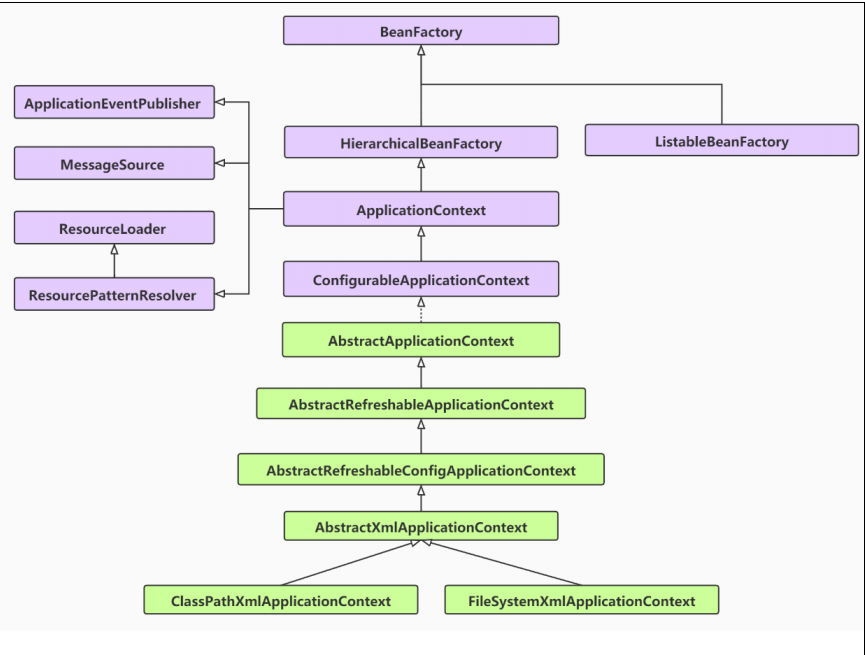 BeanFactory
ApplicationEventPublisher
HierarchicalBeanFactory
ListableBeanFactory
MessageSource
ApplicationContext
ResourceLoader
ConfigurableApplicationContext
ResourcePatternResolver
AbstractApplicationContext
AbstractRefreshableApplicationContext
AbstractRefreshableConfigApplicationContext
AbstractXmlApplicationContext
ClassPathXmlApplicationContext
FileSystemXmlApplicationContext